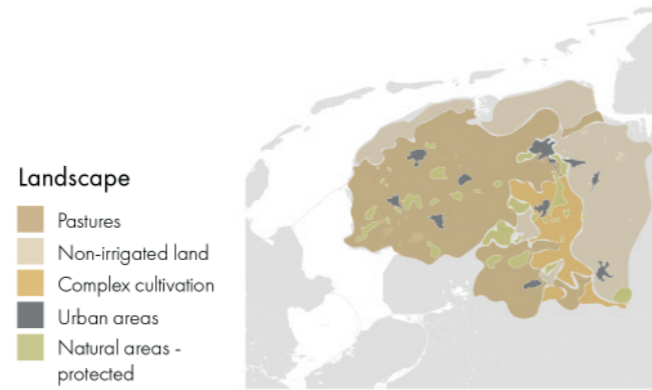 Landscape
Pastures
Non-irrigated land
Complex cultivation
Urban areas
Natural areas -
protected